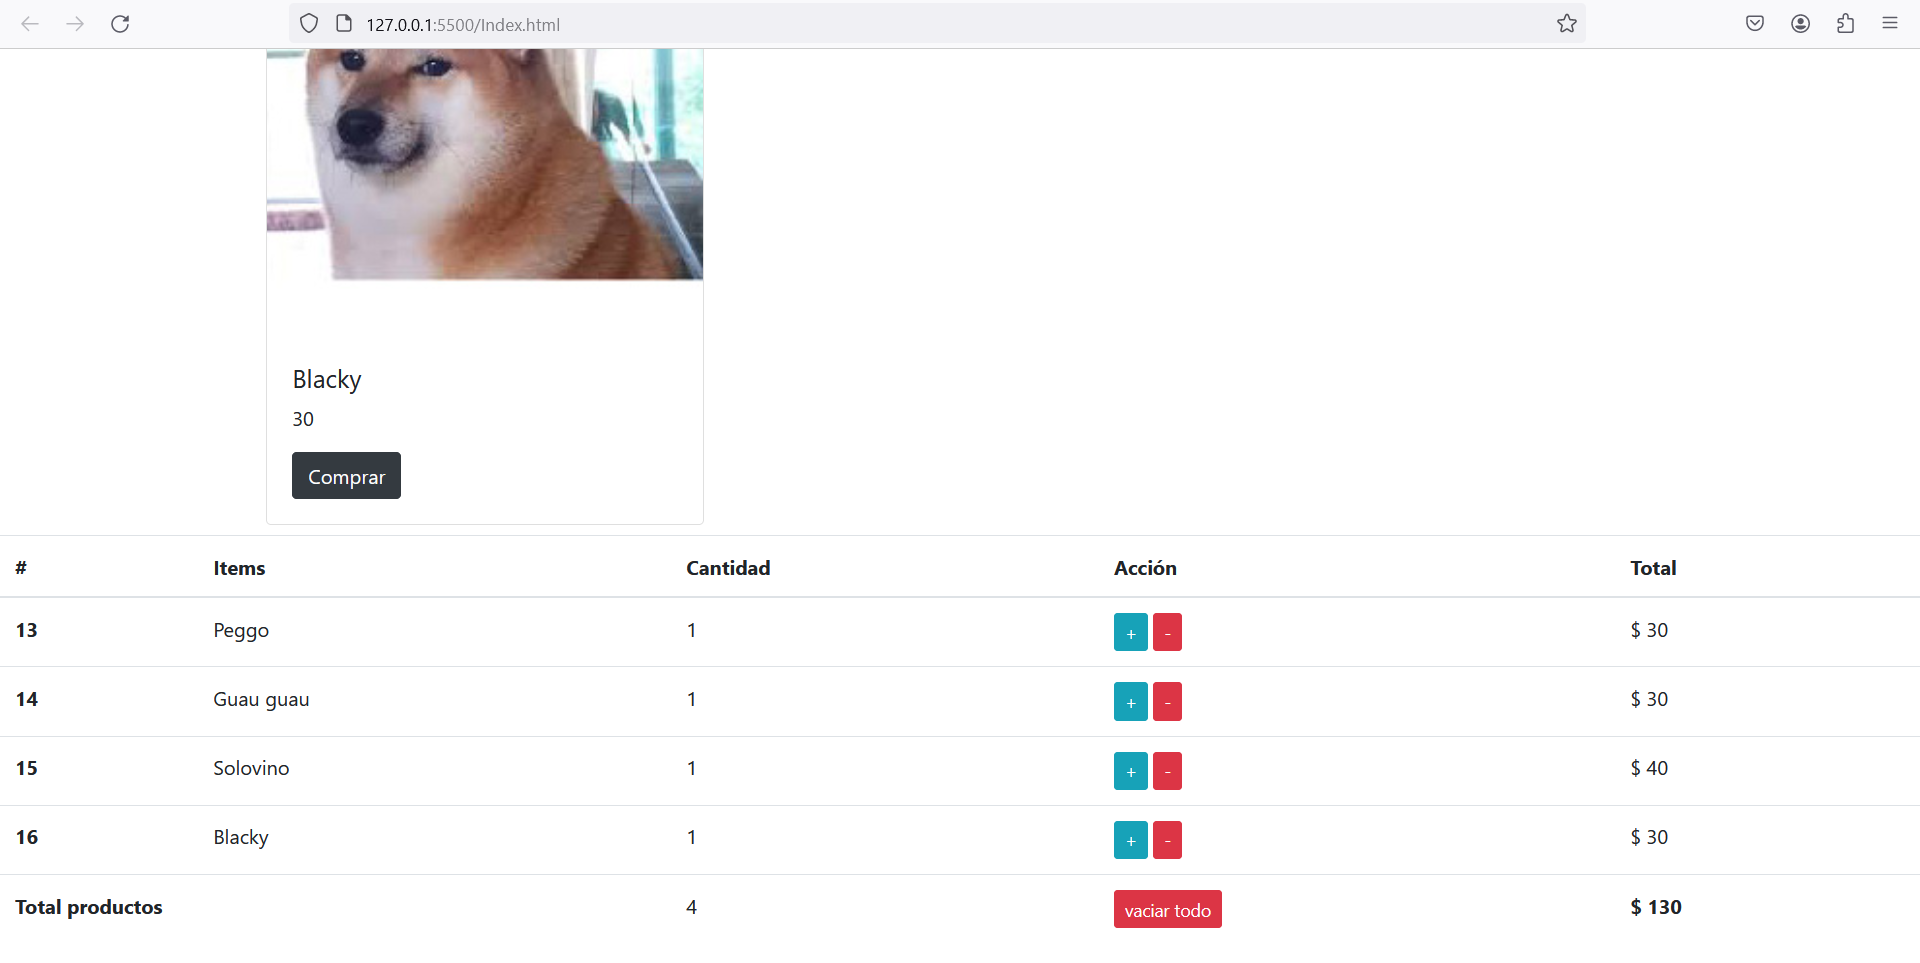 127.0.0.1:5500/Index.html
Blacky
30
Comprar
# Items Cantidad Acción Total
13 Peggo 1 + - $ 30
14 Guau guau 1 + - $ 30
15 Solovino 1 + - $ 40
16 Blacky 1 + - $ 30
Total productos 4 vaciar todo $ 130